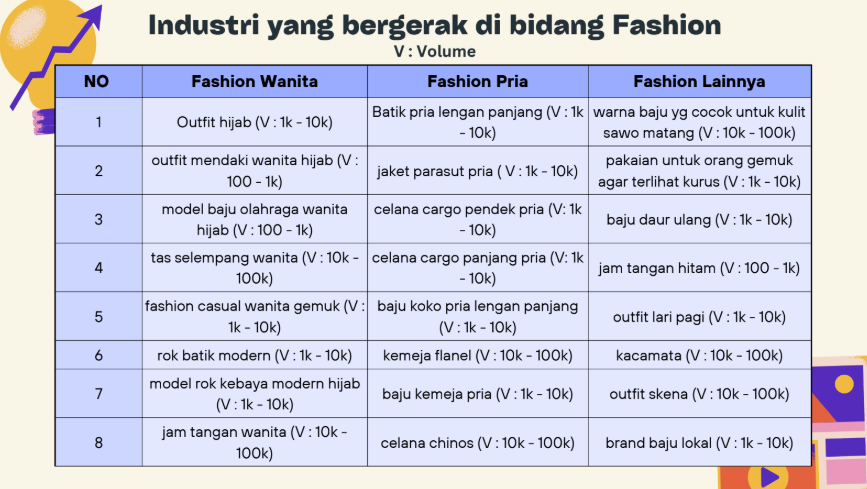 Industri yang bergerak di bidang Fashion
V : Volume
NO Fashion Wanita Fashion Pria Fashion Lainnya
1
Outfit hijab (V : 1k - 10k)
Batik pria lengan panjang (V : 1k
- 10k)
warna baju yg cocok untuk kulit
sawo matang (V : 10k - 100k)
2
outfit mendaki wanita hijab (V :
100 - 1k)
jaket parasut pria ( V : 1k - 10k)
pakaian untuk orang gemuk
agar terlihat kurus (V : 1k - 10k)
3
model baju olahraga wanita
hijab (V : 100 - 1k)
celana cargo pendek pria (V: 1k
- 10k)
baju daur ulang (V : 1k - 10k)
4
tas selempang wanita (V : 10k -
100k)
celana cargo panjang pria (V: 1k
- 10k)
jam tangan hitam (V : 100 - 1k)
5
fashion casual wanita gemuk (V :
1k - 10k)
baju koko pria lengan panjang
(V : 1k - 10k)
outfit lari pagi (V : 1k - 10k)
6
rok batik modern (V : 1k - 10k)
kemeja flanel (V : 10k - 100k)
kacamata (V : 10k - 100k)
7
model rok kebaya modern hijab
(V : 1k - 10k)
baju kemeja pria (V : 1k - 10k)
outfit skena (V : 10k - 100k)
8
jam tangan wanita (V : 10k -
100k)
celana chinos (V : 10k - 100k)
brand baju lokal (V : 1k - 10k)